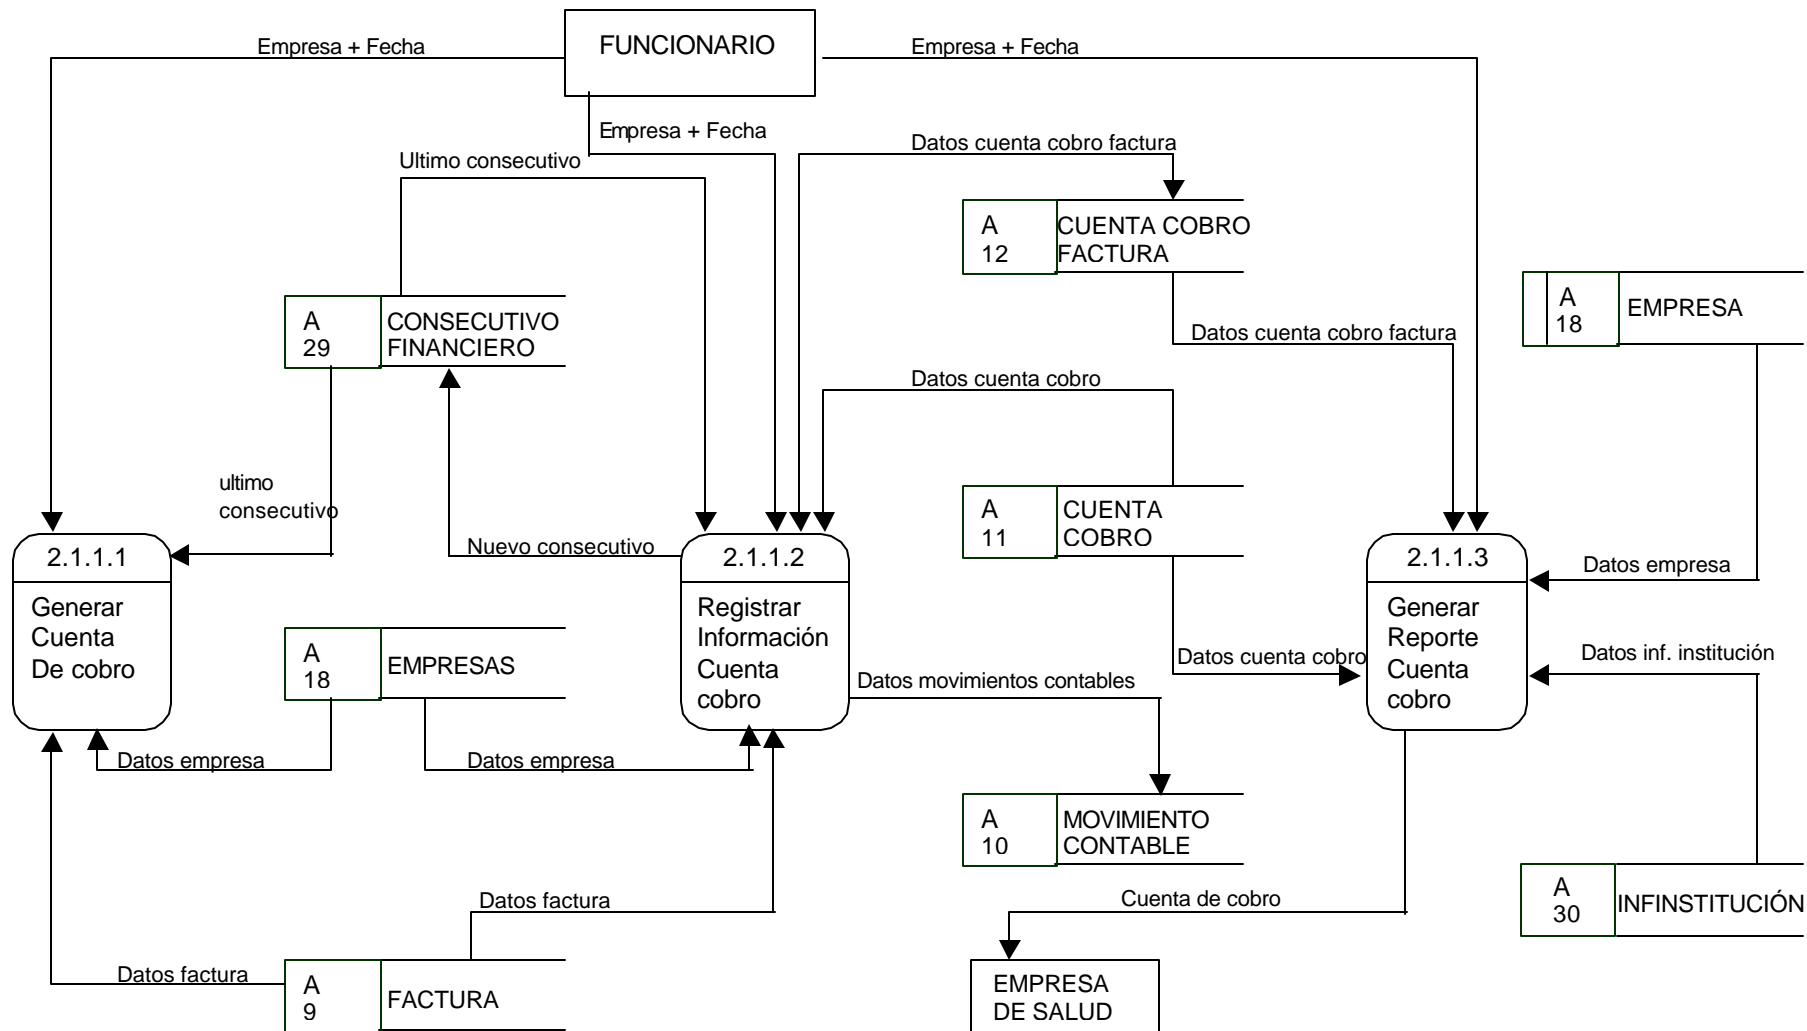 Empresa + Fecha
FUNCIONARIO
Empresa + Fecha
Empresa + Fecha
Ultimo consecutivo
Datos cuenta cobro factura
A
12
CUENTA COBRO
FACTURA
A
29
CONSECUTIVO
FINANCIERO
Datos cuenta cobro factura
A
18
EMPRESA
Datos cuenta cobro
ultimo
consecutivo
A
11
CUENTA
COBRO
2.1.1.1
Generar
Cuenta
De cobro
Nuevo consecutivo
2.1.1.2
Registrar
Información
Cuenta
cobro
2.1.1.3
Generar
Reporte
Cuenta
cobro
Datos empresa
A
18
EMPRESAS
Datos cuenta cobro
Datos inf. institución
Datos movimientos contables
Datos empresa
Datos empresa
A
10
MOVIMIENTO
CONTABLE
Datos factura
Cuenta de cobro
A
30
INFINSTITUCIÓN
Datos factura
A
9
FACTURA
EMPRESA
DE SALUD